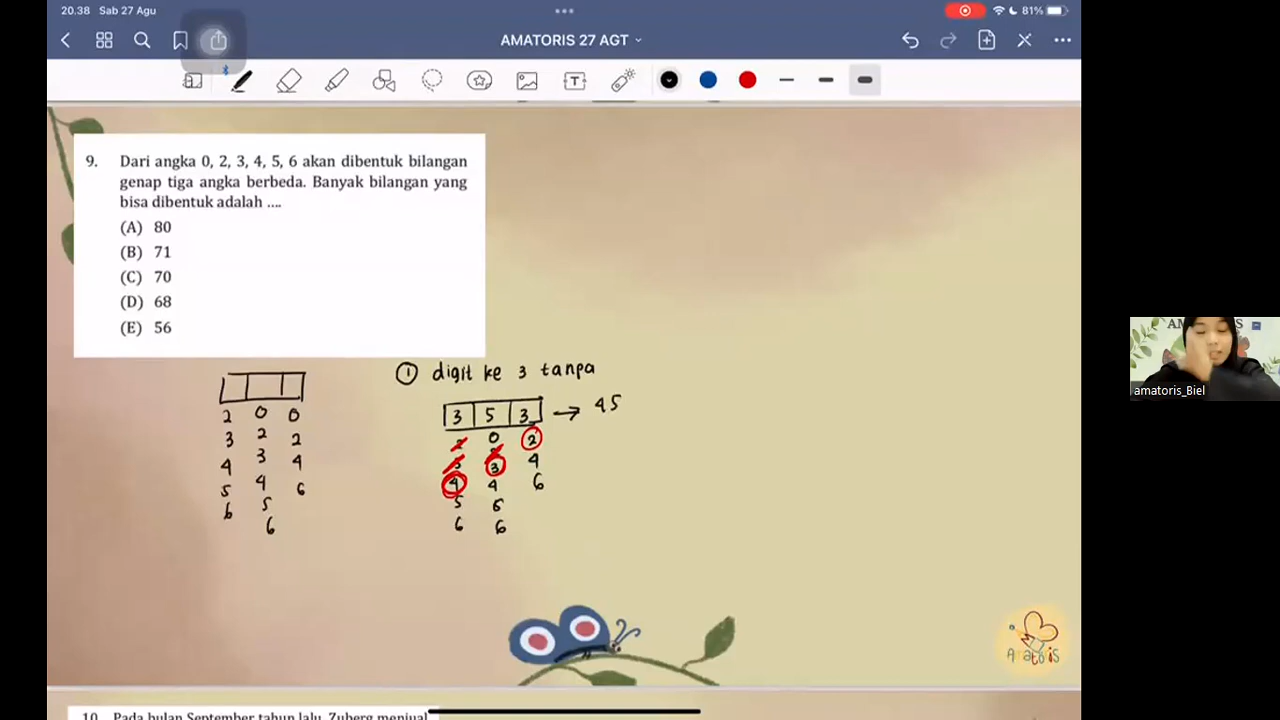 20.38 Sab 27 Agu
81%
AMATORIS 27 AGT
T
9. Dari angka 0, 2, 3, 4, 5, 6 akan dibentuk bilangan
genap tiga angka berbeda. Banyak bilangan yang
bisa dibentuk adalah ....
(A) 80
(B) 71
(C) 70
(D) 68
(E) 56
2 0 0
3 2 2
4 3 4
5 4 6
6 5
6
① digit ke 3 tanpa
3 5 3 → 45
2 0 2
3 2 4
4 3 6
5 4
6 5
6
amatoris_Biel
Amatoris
10. Pada bulan September tahun lalu, Zuberg menjual